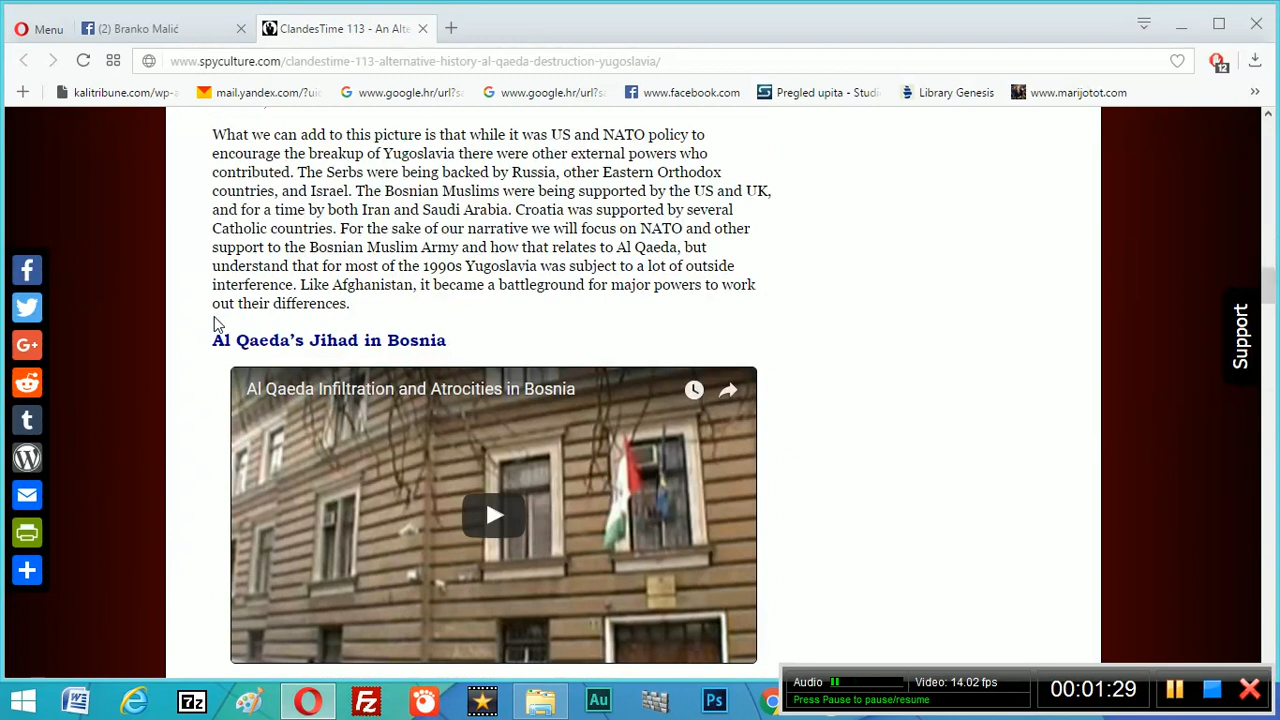 Menu
(2) Branko Malić
ClandesTime 113 - An Alte
www.spyculture.com/clandestime-113-alternative-history-al-qaeda-destruction-yugoslavia/
12
kalitribune.com/wp-a
mail.yandex.com/?uid
www.google.hr/url?sa
www.google.hr/url?sa
www.facebook.com
Pregled upita - Studi
Library Genesis
www.marijotot.com
What we can add to this picture is that while it was US and NATO policy to
encourage the breakup of Yugoslavia there were other external powers who
contributed. The Serbs were being backed by Russia, other Eastern Orthodox
countries, and Israel. The Bosnian Muslims were being supported by the US and UK,
and for a time by both Iran and Saudi Arabia. Croatia was supported by several
Catholic countries. For the sake of our narrative we will focus on NATO and other
support to the Bosnian Muslim Army and how that relates to Al Qaeda, but
understand that for most of the 1990s Yugoslavia was subject to a lot of outside
interference. Like Afghanistan, it became a battleground for major powers to work
out their differences.
Al Qaeda's Jihad in Bosnia
Al Qaeda Infiltration and Atrocities in Bosnia
Support
G+
t
Audio
Video: 14.02 fps
Press Pause to pause/resume
00:01:29
7z
Fz
Au
Ps